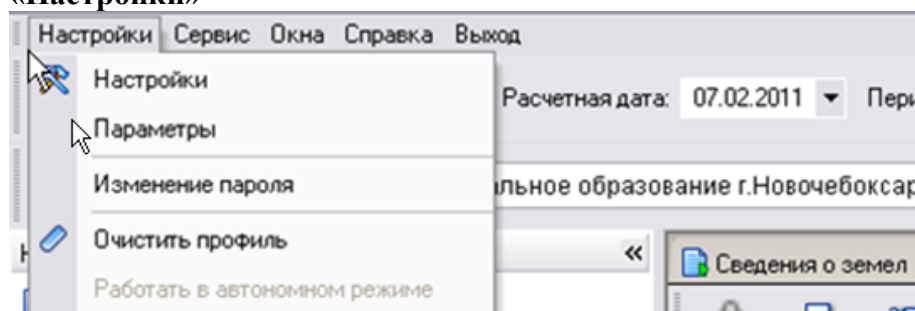 «Настройки»
Настройки Сервис Окна Справка Выход
Настройки
Расчетная дата: 07.02.2011
Параметры
Изменение пароля
г.Новочебоксар
Очистить профиль
Сведения о земел
Работать в автономном режиме